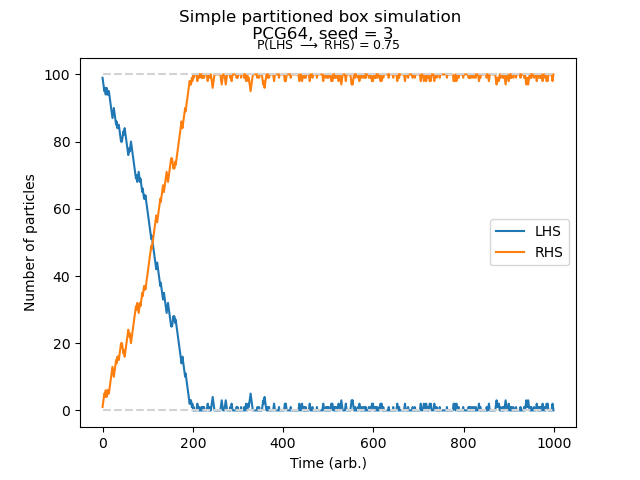 Simple partitioned box simulation
PCG64, seed = 3
P(LHS ⟶ RHS) = 0.75
100
80
60
40
20
0
Number of particles
LHS
RHS
0 200 400 600 800 1000
Time (arb.)